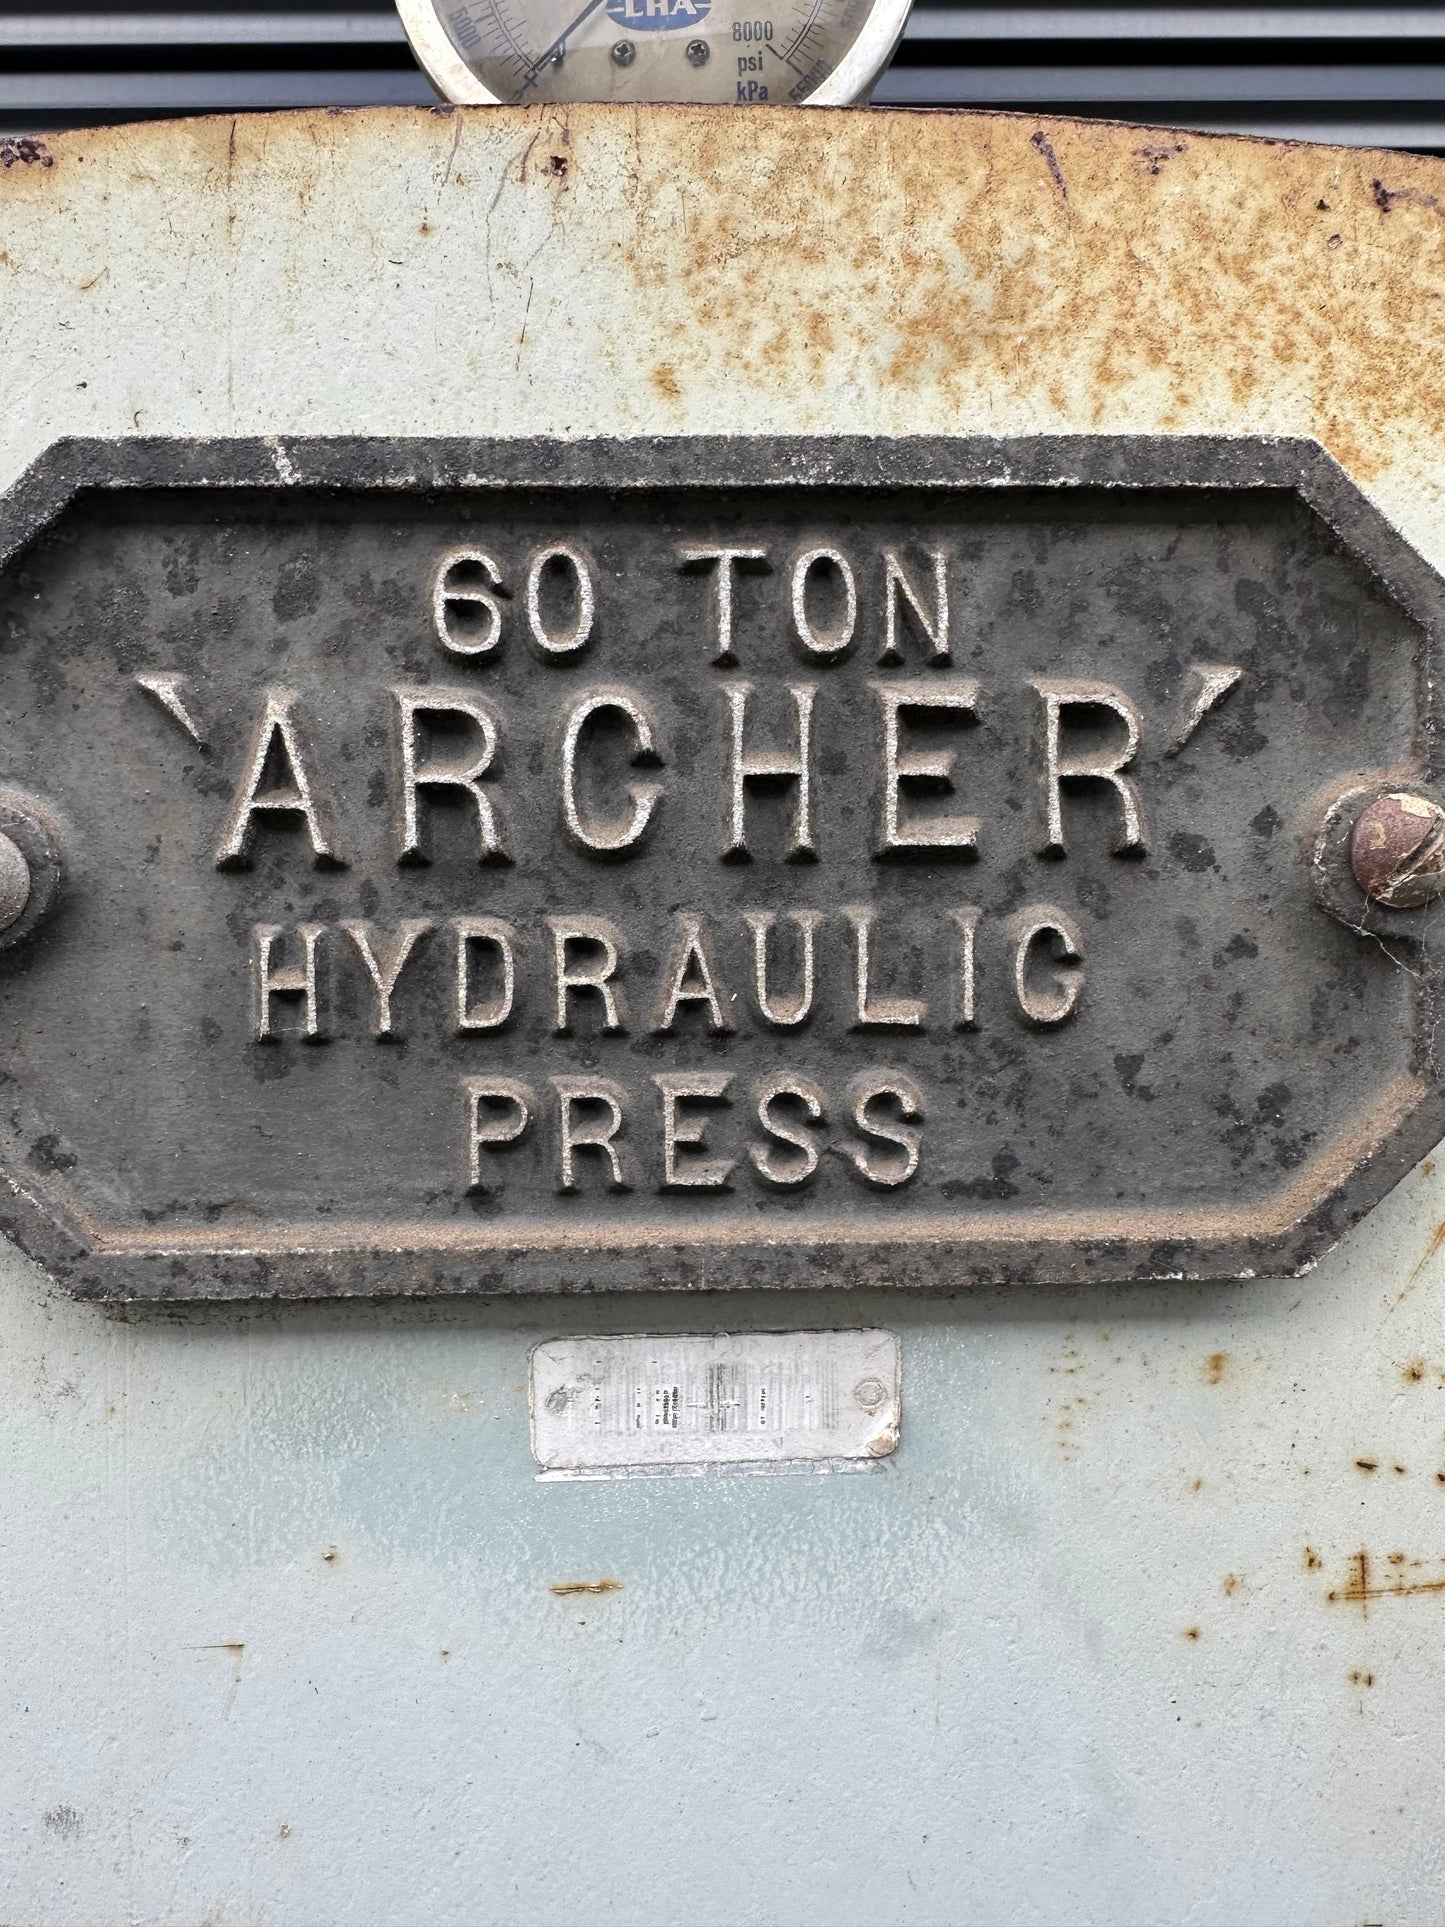 8000
psi
kPa
60 TON
'ARCHER'
HYDRAULIC
PRESS